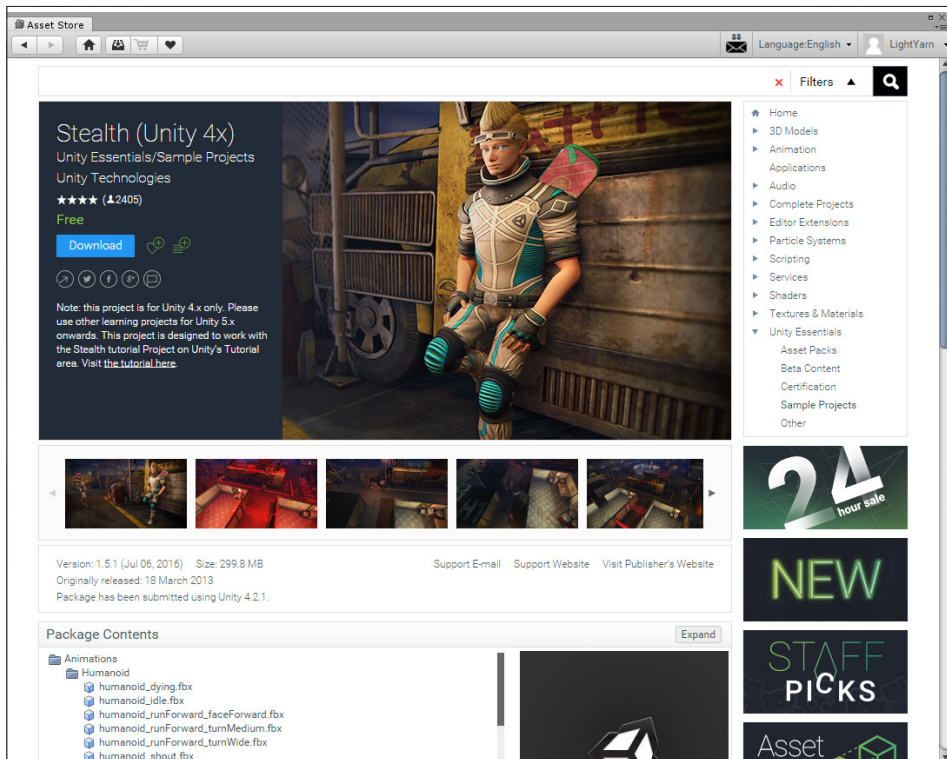 Asset Store
33
Language:English
LightYarn
Filters
Stealth (Unity 4x)
Unity Essentials/Sample Projects
Unity Technologies
★★★★ (2405)
Free
Download
Note: this project is for Unity 4.x only. Please
use other learning projects for Unity 5.x
onwards. This project is designed to work with
the Stealth tutorial Project on Unity's Tutorial
area. Visit the tutorial here.
Home
3D Models
Animation
Applications
Audio
Complete Projects
Editor Extensions
Particle Systems
Scripting
Services
Shaders
Textures & Materials
Unity Essentials
Asset Packs
Beta Content
Certification
Sample Projects
Other
24
hour sale
NEW
STAFF
PICKS
Asset
Version: 1.5.1 (Jul 06, 2016) Size: 299.8 MB
Support E-mail Support Website Visit Publisher's Website
Originally released: 18 March 2013
Package has been submitted using Unity 4.2.1.
Package Contents
Expand
Animations
Humanoid
humanoid_dying.fbx
humanoid_idle.fbx
humanoid_runForward_faceForward.fbx
humanoid_runForward_turnMedium.fbx
humanoid_runForward_turnWide.fbx
humanoid_shout.fbx